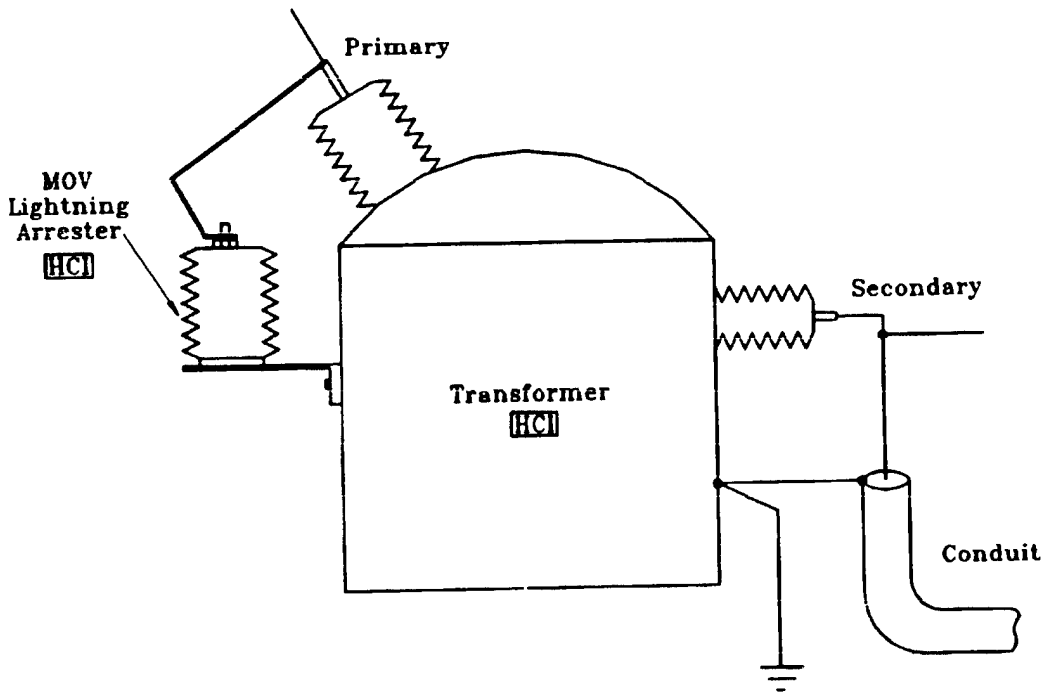 Primary
MOV
Lightning
Arrester
HCI
Secondary
Transformer
HCI
Conduit